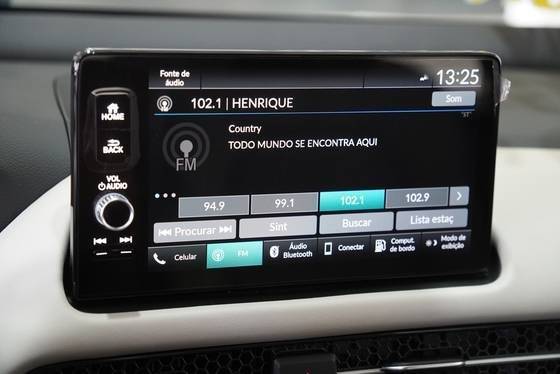 Fonte de
áudio
13:25
FM
102.1 | HENRIQUE
Som
HOME
BACK
VOL
AUDIO
Country
TODO MUNDO SE ENCONTRA AQUI
FM
94.9
99.1
102.1
102.9
Procurar
Sint
Buscar
Lista estaç
Celular
FM
Áudio
Bluetooth
Conectar
Comput.
de bordo
Modo de
exibição